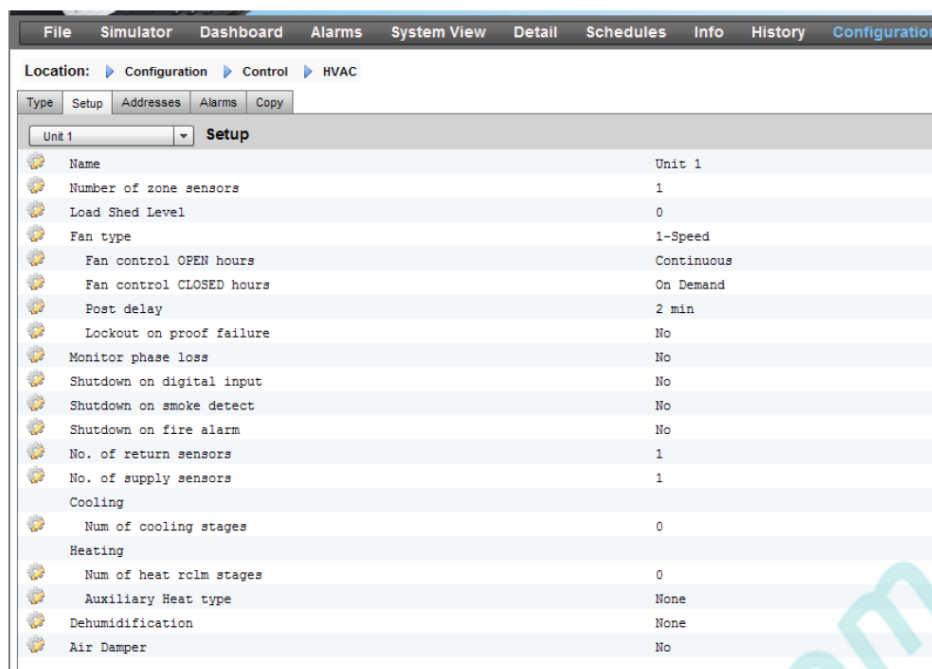 File Simulator Dashboard Alarms System View Detail Schedules Info History Configuration
Location: Configuration Control HVAC
Type Setup Addresses Alarms Copy
Unit 1 Setup
Name Unit 1
Number of zone sensors 1
Load Shed Level 0
Fan type 1-Speed
Fan control OPEN hours Continuous
Fan control CLOSED hours On Demand
Post delay 2 min
Lockout on proof failure No
Monitor phase loss No
Shutdown on digital input No
Shutdown on smoke detect No
Shutdown on fire alarm No
No. of return sensors 1
No. of supply sensors 1
Cooling
Num of cooling stages 0
Heating
Num of heat rclm stages 0
Auxiliary Heat type None
Dehumidification None
Air Damper No